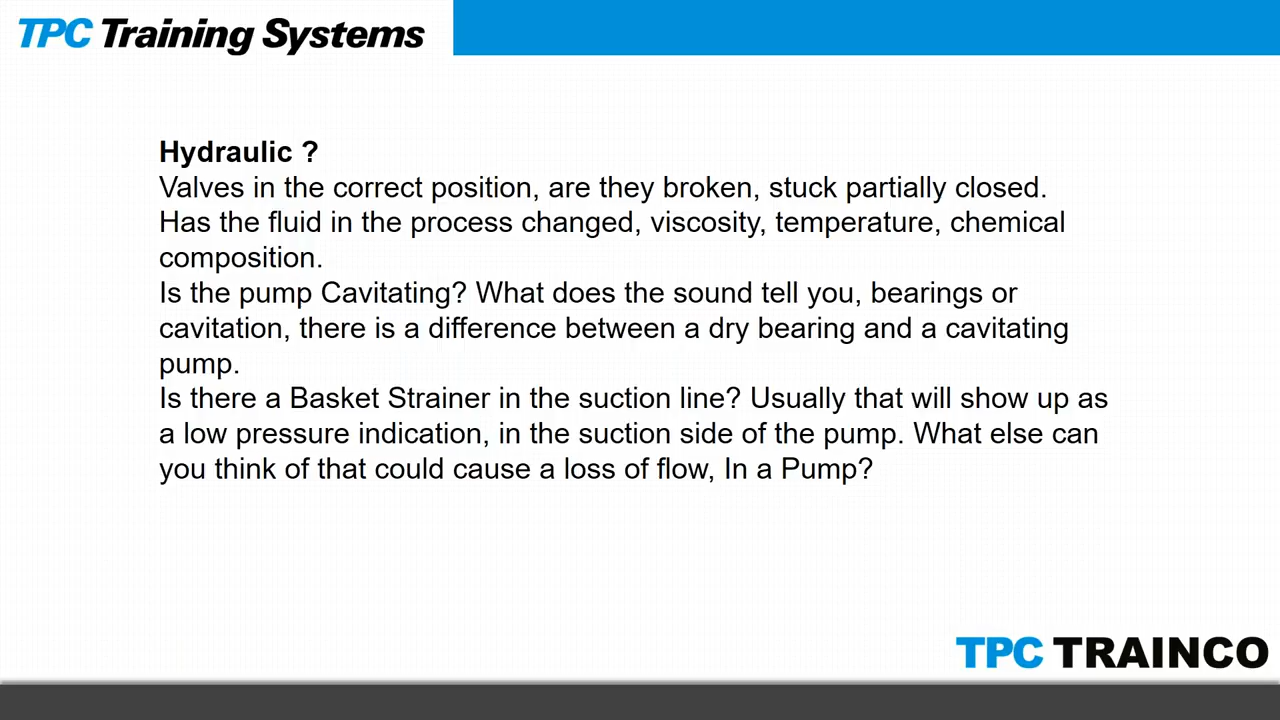 TPC Training Systems
Hydraulic ?
Valves in the correct position, are they broken, stuck partially closed.
Has the fluid in the process changed, viscosity, temperature, chemical
composition.
Is the pump Cavitating? What does the sound tell you, bearings or
cavitation, there is a difference between a dry bearing and a cavitating
pump.
Is there a Basket Strainer in the suction line? Usually that will show up as
a low pressure indication, in the suction side of the pump. What else can
you think of that could cause a loss of flow, In a Pump?
TPC TRAINCO